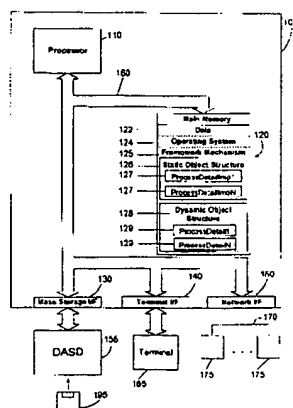 110
Processor
160
Main Memory
122
Data
124
Operating System
120
125
Framework Mechanism
126
Static Object Structure
127
127
128
Dynamic Object
Structure
129
129
130
140
150
Mass Storage I/F
Terminal I/F
Network I/F
170
DASD
155
Terminal
165
175
175
195